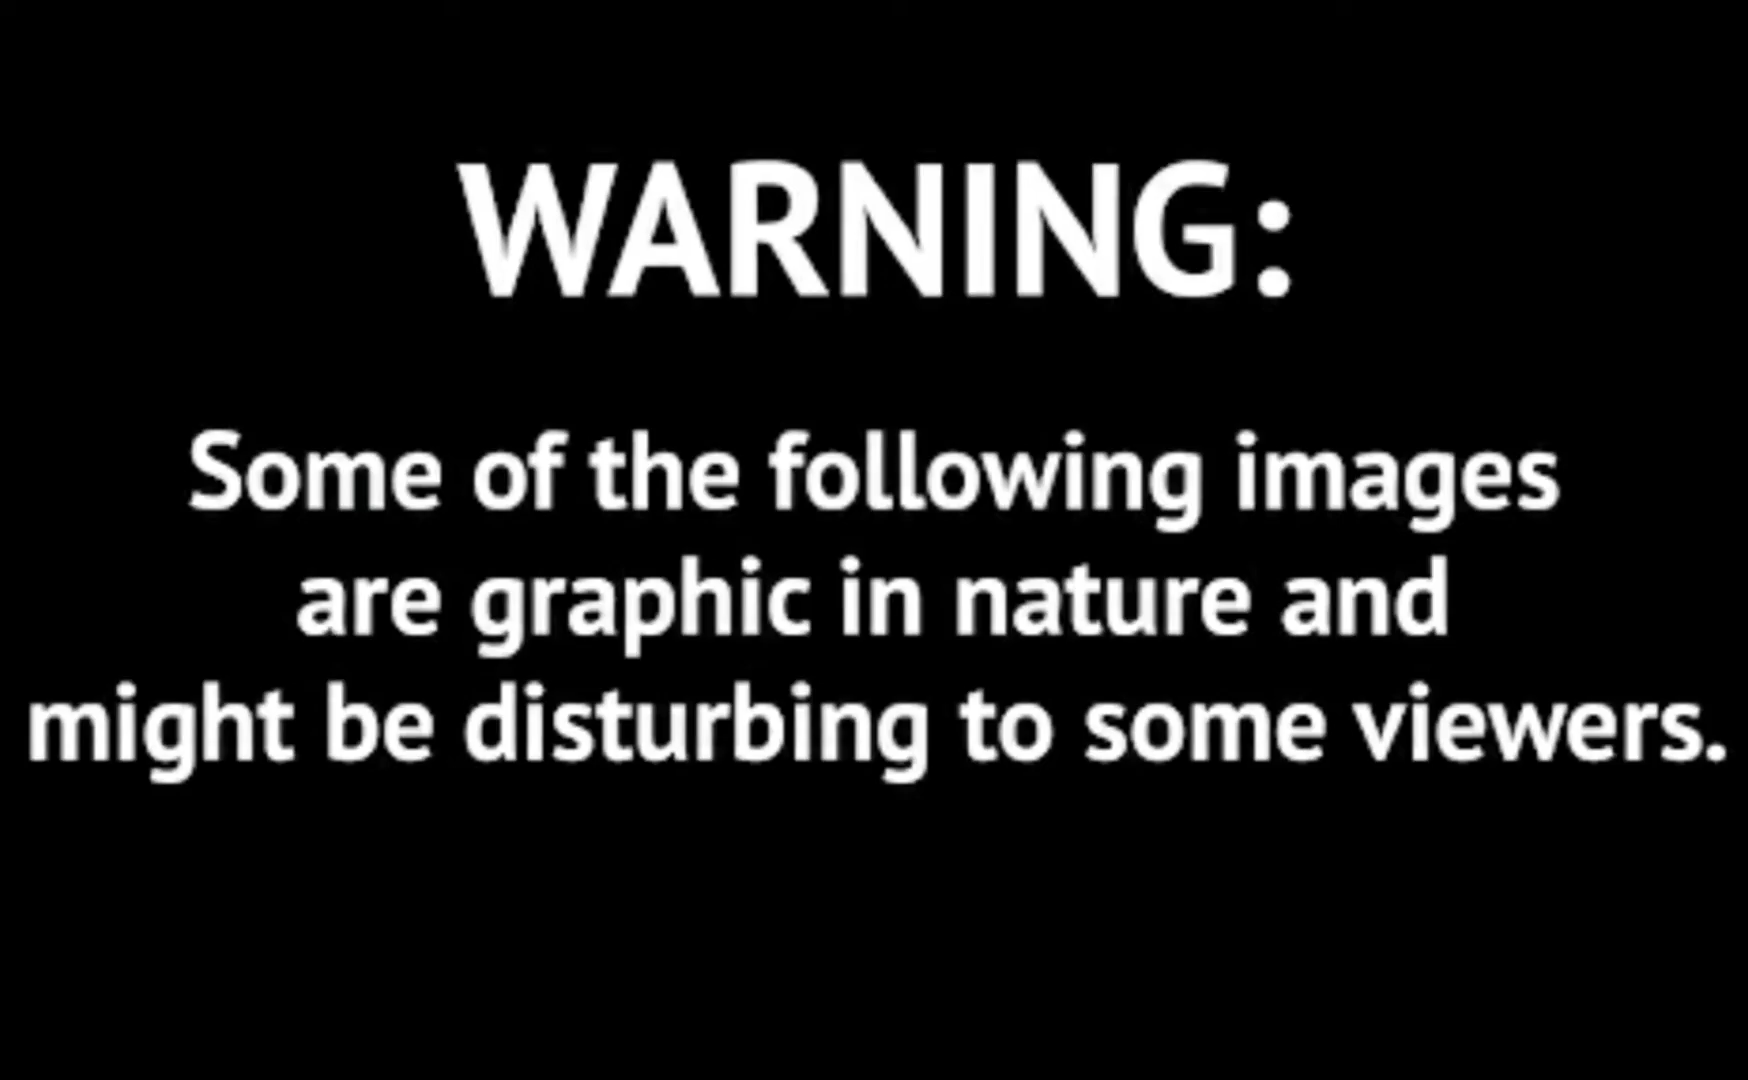 WARNING:
Some of the following images
are graphic in nature and
might be disturbing to some viewers.